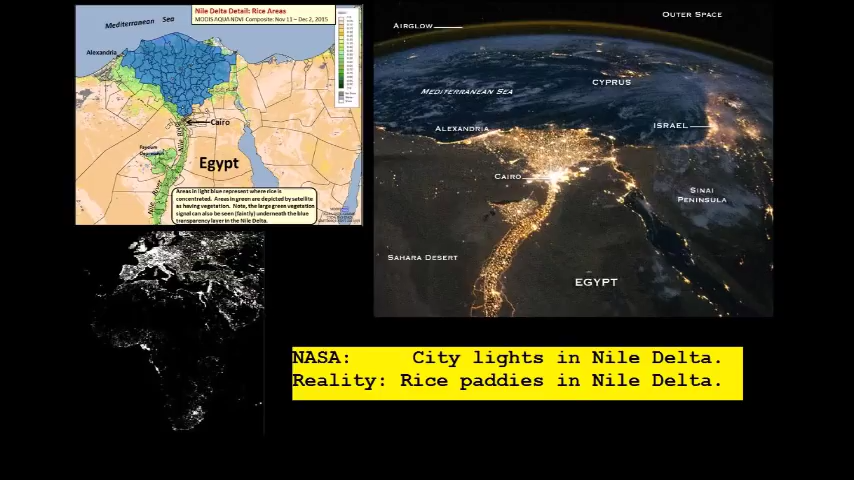 Nile Delta Detail: Rice Areas
MODIS AQUA NDVI Composite: Nov 11 – Dec 2, 2015
Mediterranean Sea
Alexandria
Cairo
Egypt
Areas in light blue represent where rice is
concentrated. Areas in green are depicted by satellite
as having vegetation. Note, the large green vegetation
signal can also be seen (faintly) underneath the blue
transparency layer in the Nile Delta.
OUTER SPACE
AIRGLOW
CYPRUS
MEDITERRANEAN SEA
ISRAEL
ALEXANDRIA
CAIRO
SINAI
PENINSULA
SAHARA DESERT
EGYPT
NASA: City lights in Nile Delta.
Reality: Rice paddies in Nile Delta.